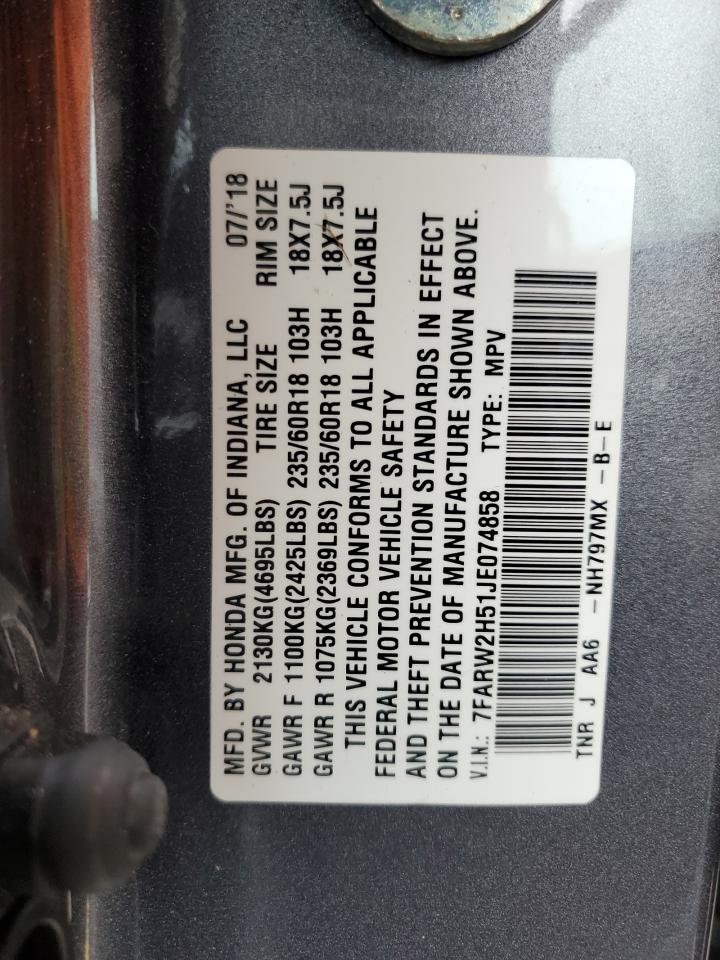 MFD. BY HONDA MFG. OF INDIANA, LLC 07/'18
GVWR 2130KG(4695LBS) TIRE SIZE RIM SIZE
GAWR F 1100KG(2425LBS) 235/60R18 103H 18X7.5J
GAWR R 1075KG(2369LBS) 235/60R18 103H 18X7.5J
THIS VEHICLE CONFORMS TO ALL APPLICABLE
FEDERAL MOTOR VEHICLE SAFETY
AND THEFT PREVENTION STANDARDS IN EFFECT
ON THE DATE OF MANUFACTURE SHOWN ABOVE.
V.I.N.: 7FARW2H51JE074858 TYPE: MPV
TNR J AA6 -NH797MX -B-E